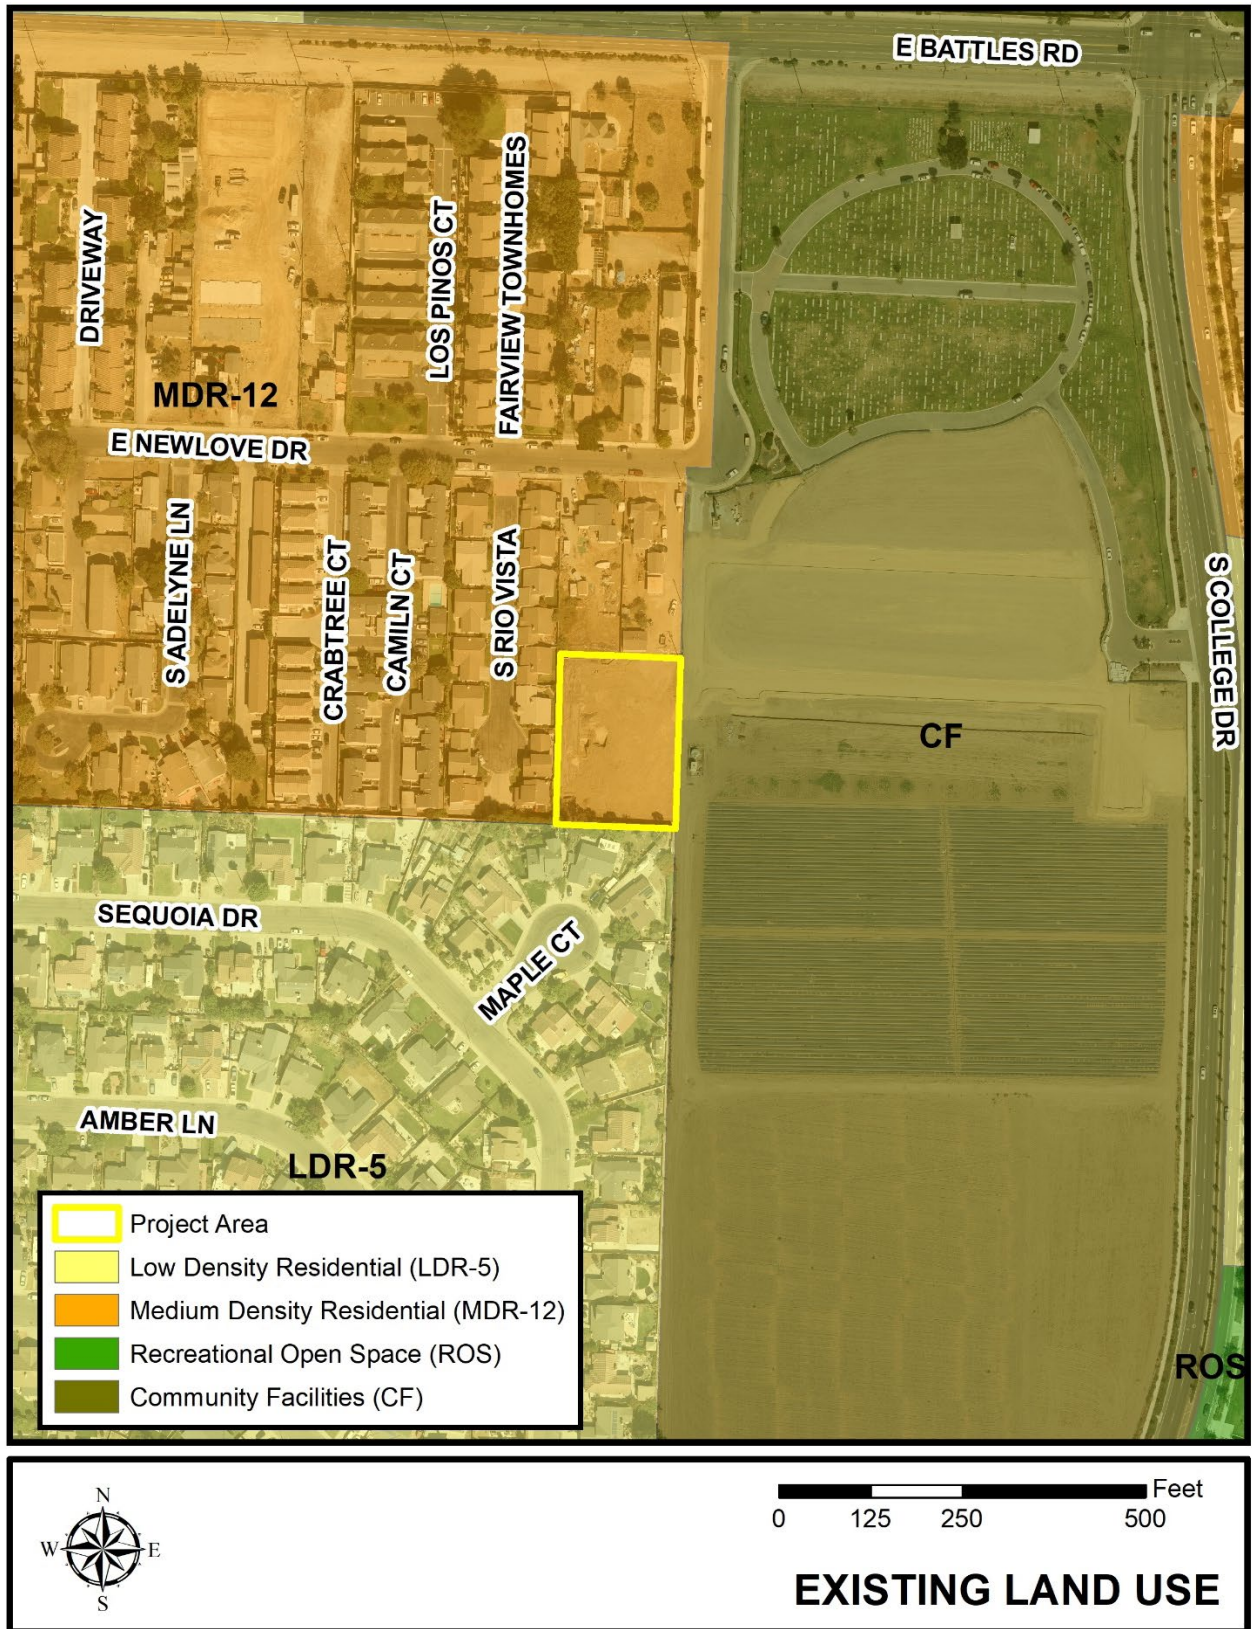 E BATTLES RD
DRIVEWAY
LOS PINOS CT
FAIRVIEW TOWNHOMES
MDR-12
E NEWLOVE DR
S ADELYNE LN
CRABTREE CT
CAMILN CT
S RIO VISTA
S COLLEGE DR
CF
SEQUOIA DR
MAPLE CT
AMBER LN
LDR-5
Project Area
Low Density Residential (LDR-5)
Medium Density Residential (MDR-12)
Recreational Open Space (ROS)
Community Facilities (CF)
ROS
N
W E
S
Feet
0 125 250 500
EXISTING LAND USE